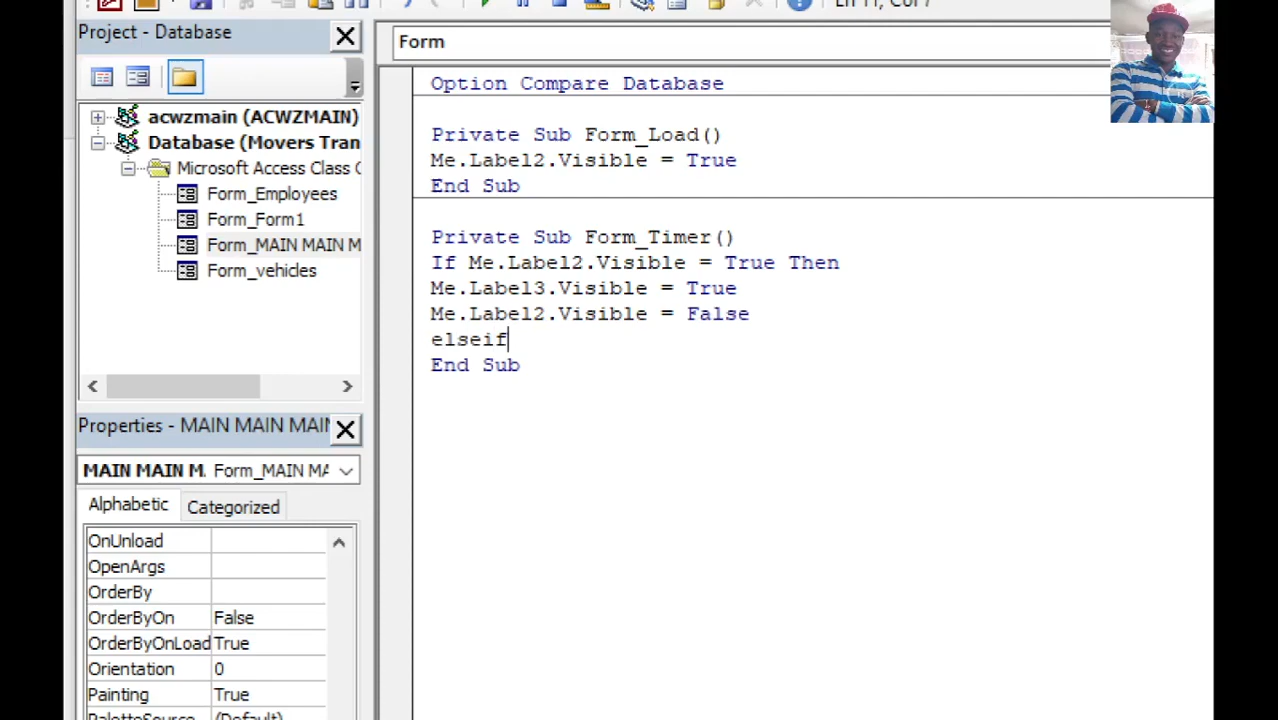 Project - Database
Form
Option Compare Database
acwzmain (ACWZMAIN)
Private Sub Form_Load()
Database (Movers Tran
Me.Label2.Visible = True
Microsoft Access Class
End Sub
Form_Employees
Form_Form1
Private Sub Form_Timer()
Form_MAIN MAIN M
If Me.Label2.Visible = True Then
Form_vehicles
Me.Label3.Visible = True
Me.Label2.Visible = False
elseif
End Sub
Properties - MAIN MAIN MAIN
MAIN MAIN M. Form_MAIN MA
Alphabetic Categorized
OnUnload
OpenArgs
OrderBy
OrderByOn False
OrderByOnLoad True
Orientation 0
Painting True
PaletteSource (Default)